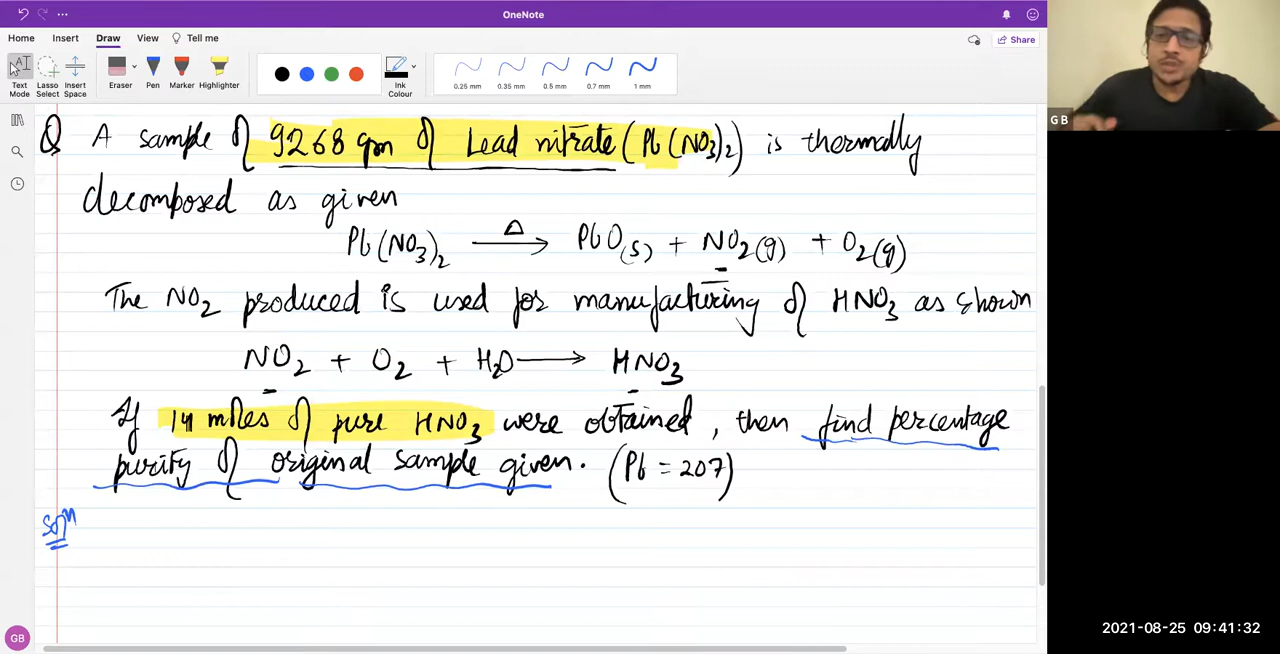 OneNote
Home Insert Draw View Tell me
Share
Text Mode Lasso Select Insert Space Eraser Pen Marker Highlighter Ink Colour 0.25 mm 0.35 mm 0.5 mm 0.7 mm 1 mm
GB
Q A sample of 9268 gm of Lead nitrate (Pb(NO3)2) is thermally
decomposed as given
Pb(NO3)2 —Δ→ PbO(s) + NO2(g) + O2(g)
The NO2 produced is used for manufacturing of HNO3 as shown
NO2 + O2 + H2O → HNO3
If 14 moles of pure HNO3 were obtained, then find percentage
purity of original sample given. (Pb = 207)
Solⁿ
GB
2021-08-25 09:41:32